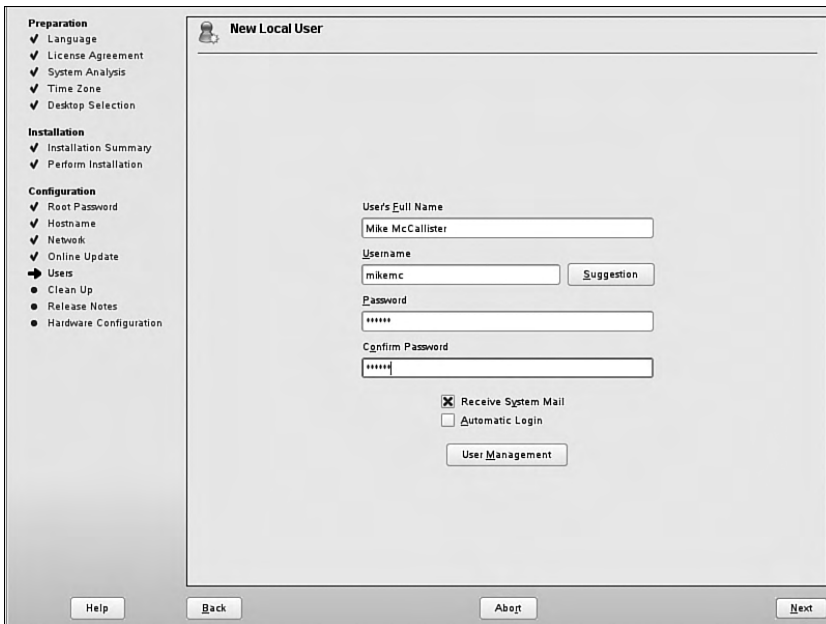 Preparation
Language
License Agreement
System Analysis
Time Zone
Desktop Selection
Installation
Installation Summary
Perform Installation
Configuration
Root Password
Hostname
Network
Online Update
Users
Clean Up
Release Notes
Hardware Configuration
New Local User
User's Full Name
Mike McCallister
Username
mikemc
Suggestion
Password
******
Confirm Password
******
Receive System Mail
Automatic Login
User Management
Help
Back
Abort
Next